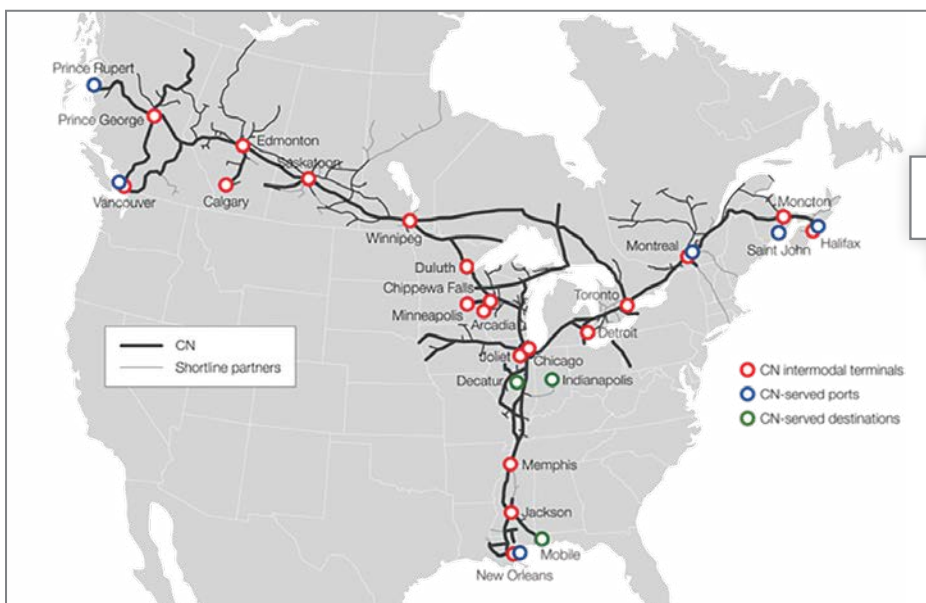 Prince Rupert
Prince George
Edmonton
Saskatoon
Vancouver
Calgary
Winnipeg
Moncton
Montreal
Saint John
Halifax
Duluth
Chippewa Falls
Minneapolis
Arcadia
Toronto
Detroit
Joliet
Chicago
Decatur
Indianapolis
CN
Shortline partners
CN intermodal terminals
CN-served ports
CN-served destinations
Memphis
Jackson
Mobile
New Orleans